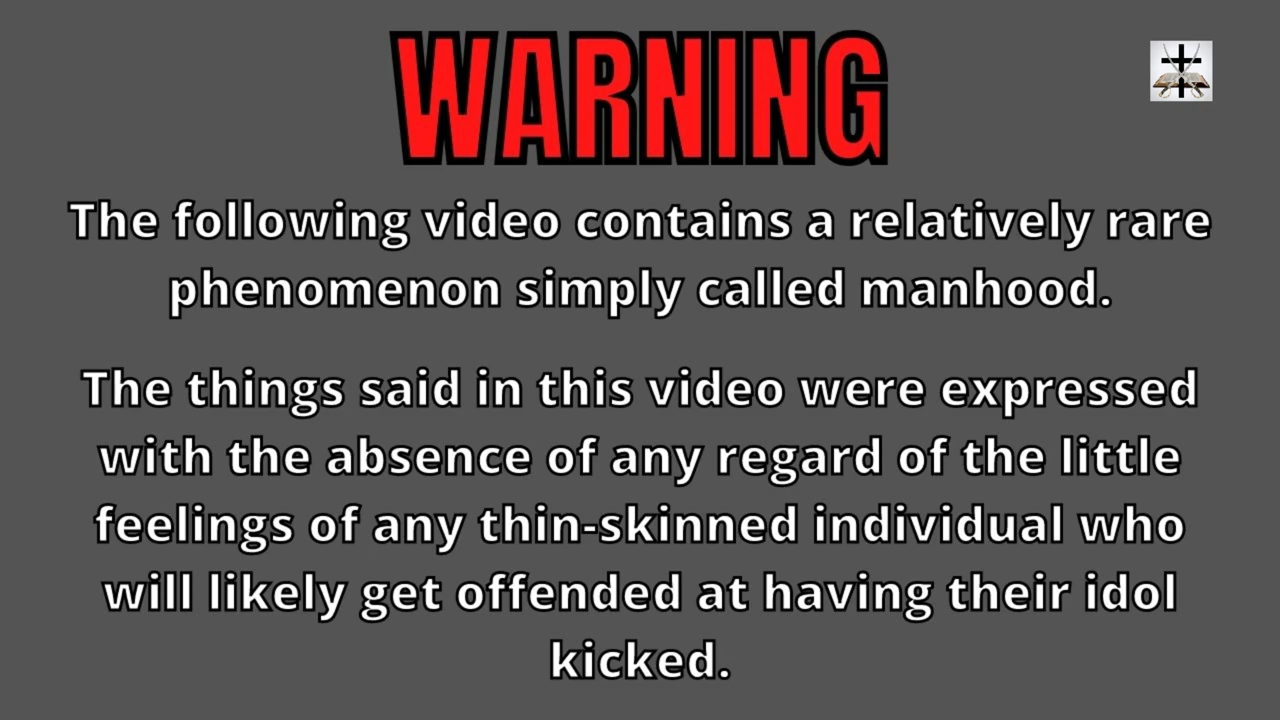 WARNING
The following video contains a relatively rare
phenomenon simply called manhood.
The things said in this video were expressed
with the absence of any regard of the little
feelings of any thin-skinned individual who
will likely get offended at having their idol
kicked.